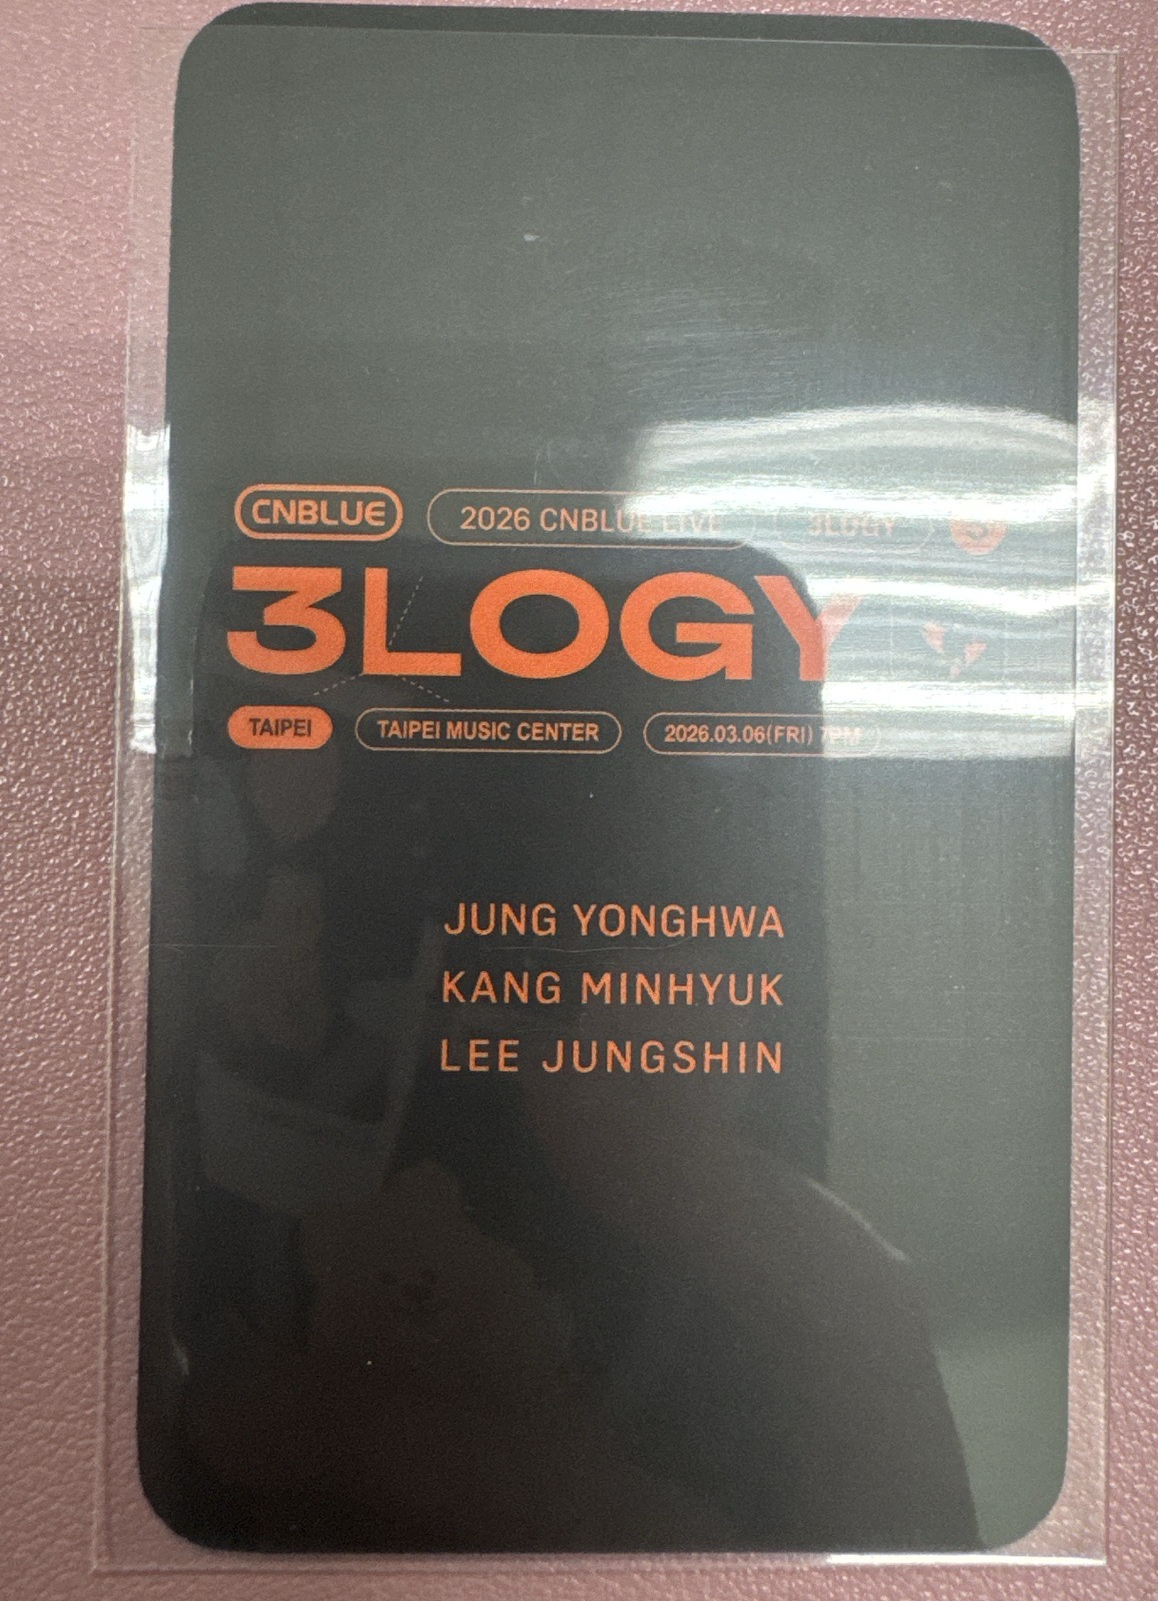 CNBLUE 2026 CNBLUE LIVE 3LOGY 3
3LOGY
TAIPEI TAIPEI MUSIC CENTER 2026.03.06(FRI) 7PM
JUNG YONGHWA
KANG MINHYUK
LEE JUNGSHIN